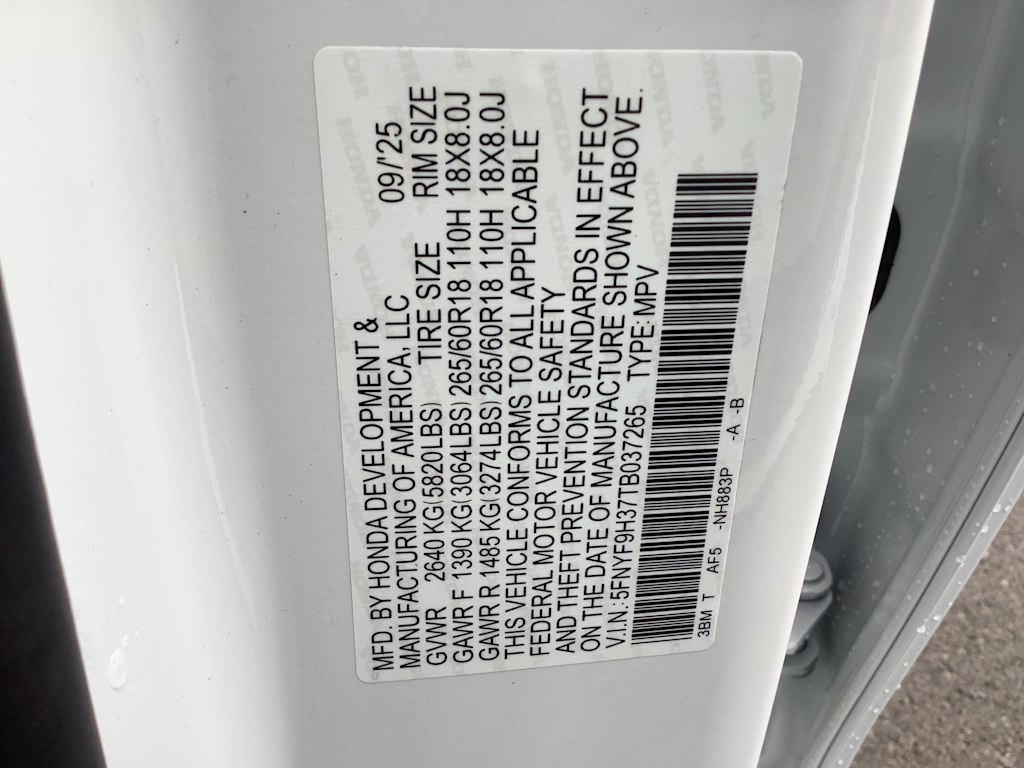 MFD. BY HONDA DEVELOPMENT &
MANUFACTURING OF AMERICA, LLC 09/'25
GVWR 2640 KG(5820LBS) TIRE SIZE RIM SIZE
GAWR F 1390 KG(3064LBS) 265/60R18 110H 18X8.0J
GAWR R 1485 KG(3274LBS) 265/60R18 110H 18X8.0J
THIS VEHICLE CONFORMS TO ALL APPLICABLE
FEDERAL MOTOR VEHICLE SAFETY
AND THEFT PREVENTION STANDARDS IN EFFECT
ON THE DATE OF MANUFACTURE SHOWN ABOVE.
V.I.N.: 5FNYF9H37TB037265 TYPE: MPV
3BM T AF5 -NH883P -A -B